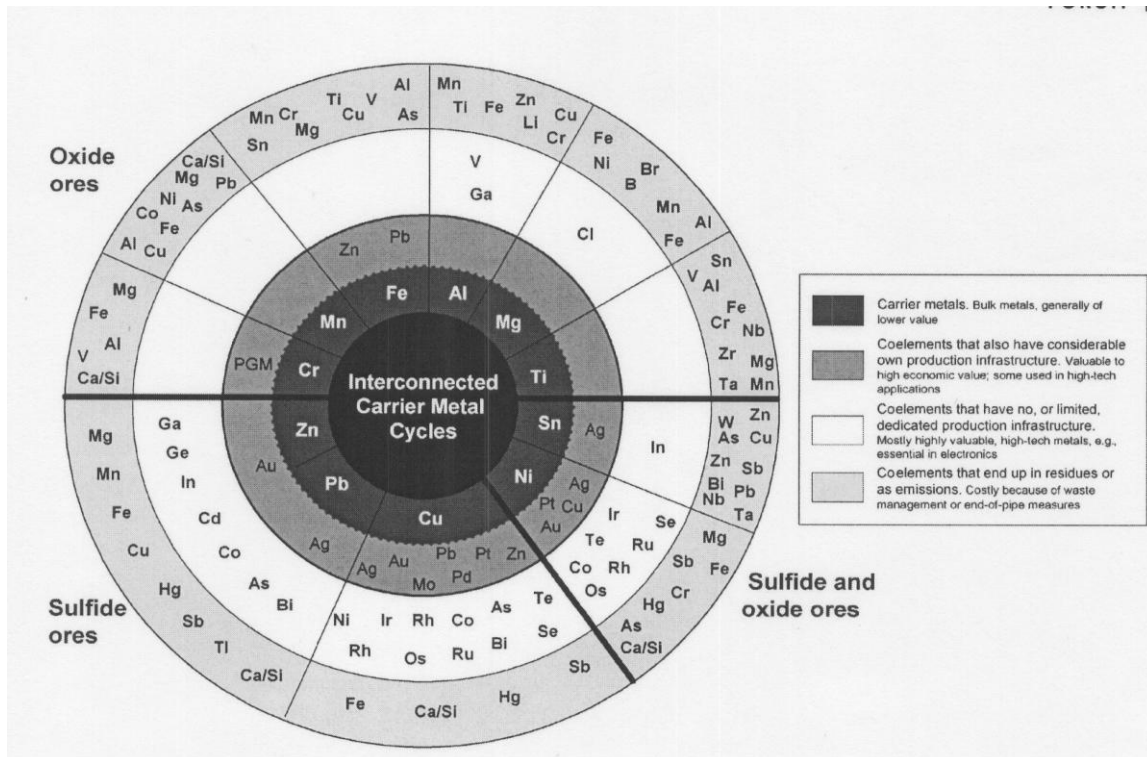 Oxide
ores
Sulfide
ores
Sulfide and
oxide ores
Interconnected
Carrier Metal
Cycles
Fe
Al
Mg
Ti
Sn
Ni
Cu
Pb
Zn
Cr
Mn
Zn Pb
PGM
Au
Ag
Ag Au Mo Pb Pd Pt Zn
Ag
Pt Cu
Au
Ag
V
Ga
Cl
In
Ir Se
Te Ru
Co Rh
Os
Ni Ir Rh Co As Te
Rh Os Ru Bi Se
Ga
Ge
In
Cd
Co
As
Bi
Mn Cr Ti V Al
Sn Mg Cu As
Mn Ti Fe Zn Cu
Li Cr
Fe
Ni Br
B
Mn
Fe Al
Sn
V Al
Fe
Cr Nb
Zr Mg
Ta Mn
W Zn
As Cu
Zn Sb
Bi Pb
Nb Ta
Mg
Sb Fe
Cr
Hg
As
Ca/Si
Fe Ca/Si Hg Sb
Mg
Mn
Fe
Cu
Hg
Sb
Tl
Ca/Si
Mg
Fe
Al
V
Ca/Si
Ca/Si
Mg Pb
Ni As
Co Fe
Al Cu
Carrier metals. Bulk metals, generally of
lower value
Coelements that also have considerable
own production infrastructure. Valuable to
high economic value; some used in high-tech
applications
Coelements that have no, or limited,
dedicated production infrastructure.
Mostly highly valuable, high-tech metals, e.g.,
essential in electronics
Coelements that end up in residues or
as emissions. Costly because of waste
management or end-of-pipe measures